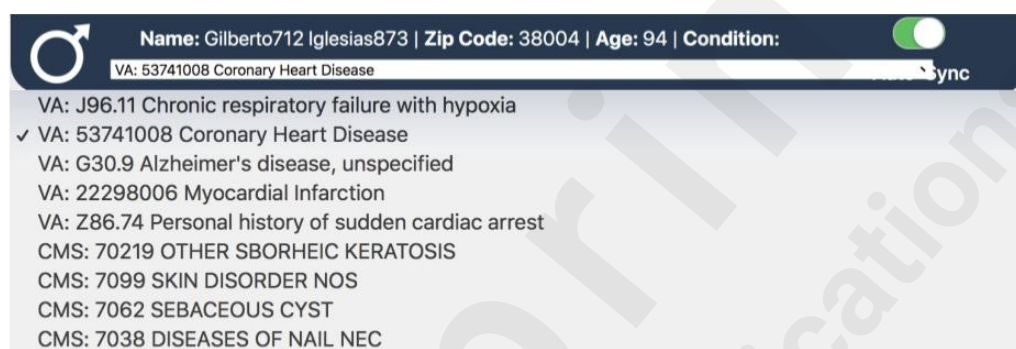 Name: Gilberto712 Iglesias873 | Zip Code: 38004 | Age: 94 | Condition:
VA: 53741008 Coronary Heart Disease
Sync
VA: J96.11 Chronic respiratory failure with hypoxia
✓ VA: 53741008 Coronary Heart Disease
VA: G30.9 Alzheimer's disease, unspecified
VA: 22298006 Myocardial Infarction
VA: Z86.74 Personal history of sudden cardiac arrest
CMS: 70219 OTHER SBORHEIC KERATOSIS
CMS: 7099 SKIN DISORDER NOS
CMS: 7062 SEBACEOUS CYST
CMS: 7038 DISEASES OF NAIL NEC